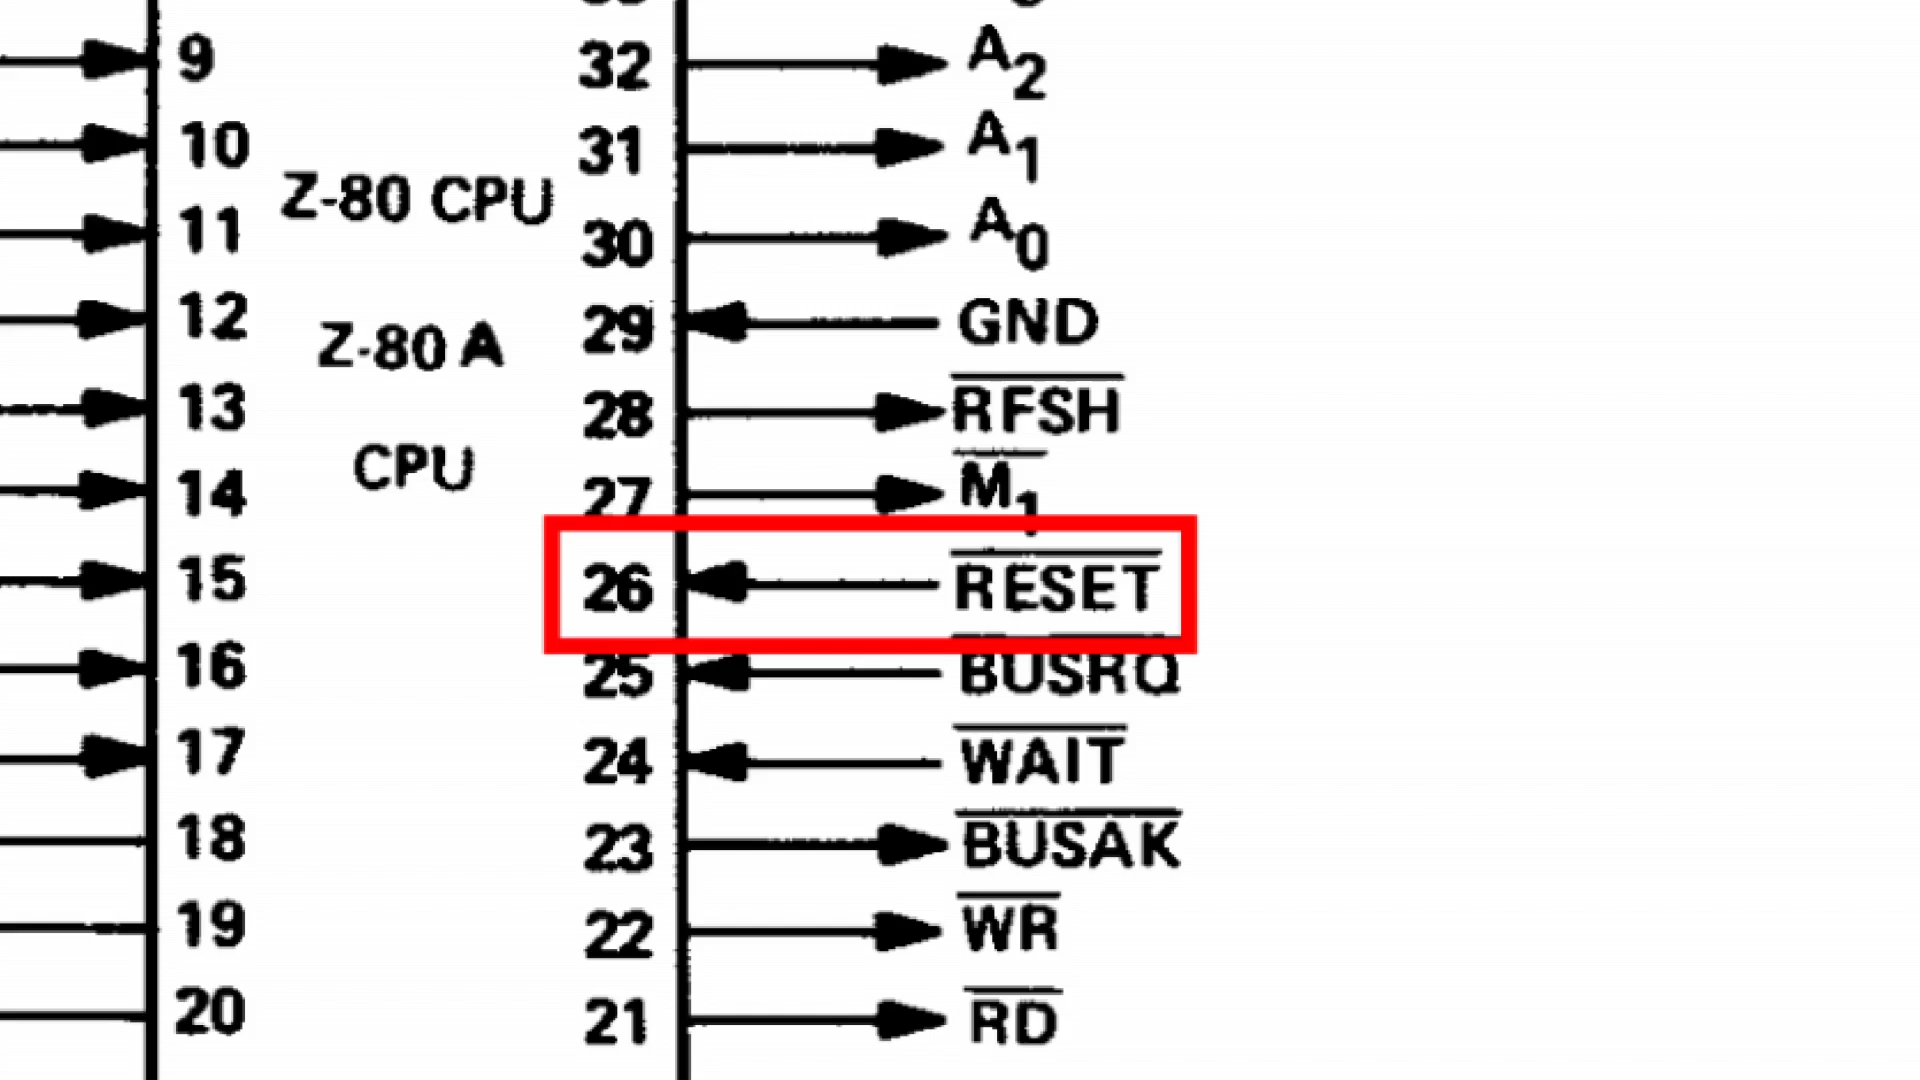 9 32 A2
10 31 A1
Z-80 CPU
11 30 A0
12 29 GND
Z-80 A
13 28 RFSH
CPU
14 27 M1
15 26 RESET
16 25 BUSRQ
17 24 WAIT
18 23 BUSAK
19 22 WR
20 21 RD